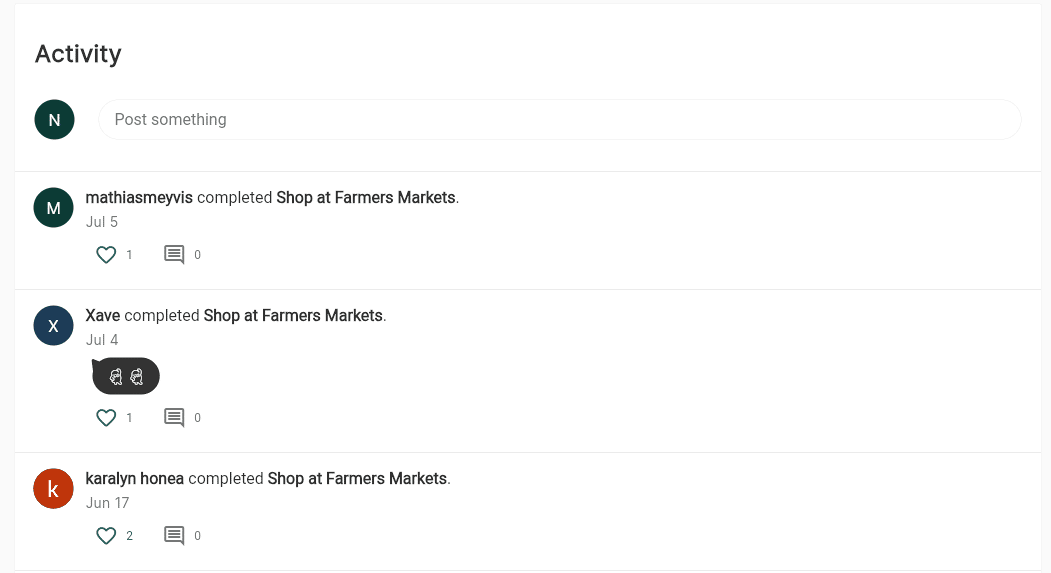 Activity
N
Post something
M
mathiasmeyvis completed Shop at Farmers Markets.
Jul 5
1 0
X
Xave completed Shop at Farmers Markets.
Jul 4
1 0
k
karalyn honea completed Shop at Farmers Markets.
Jun 17
2 0